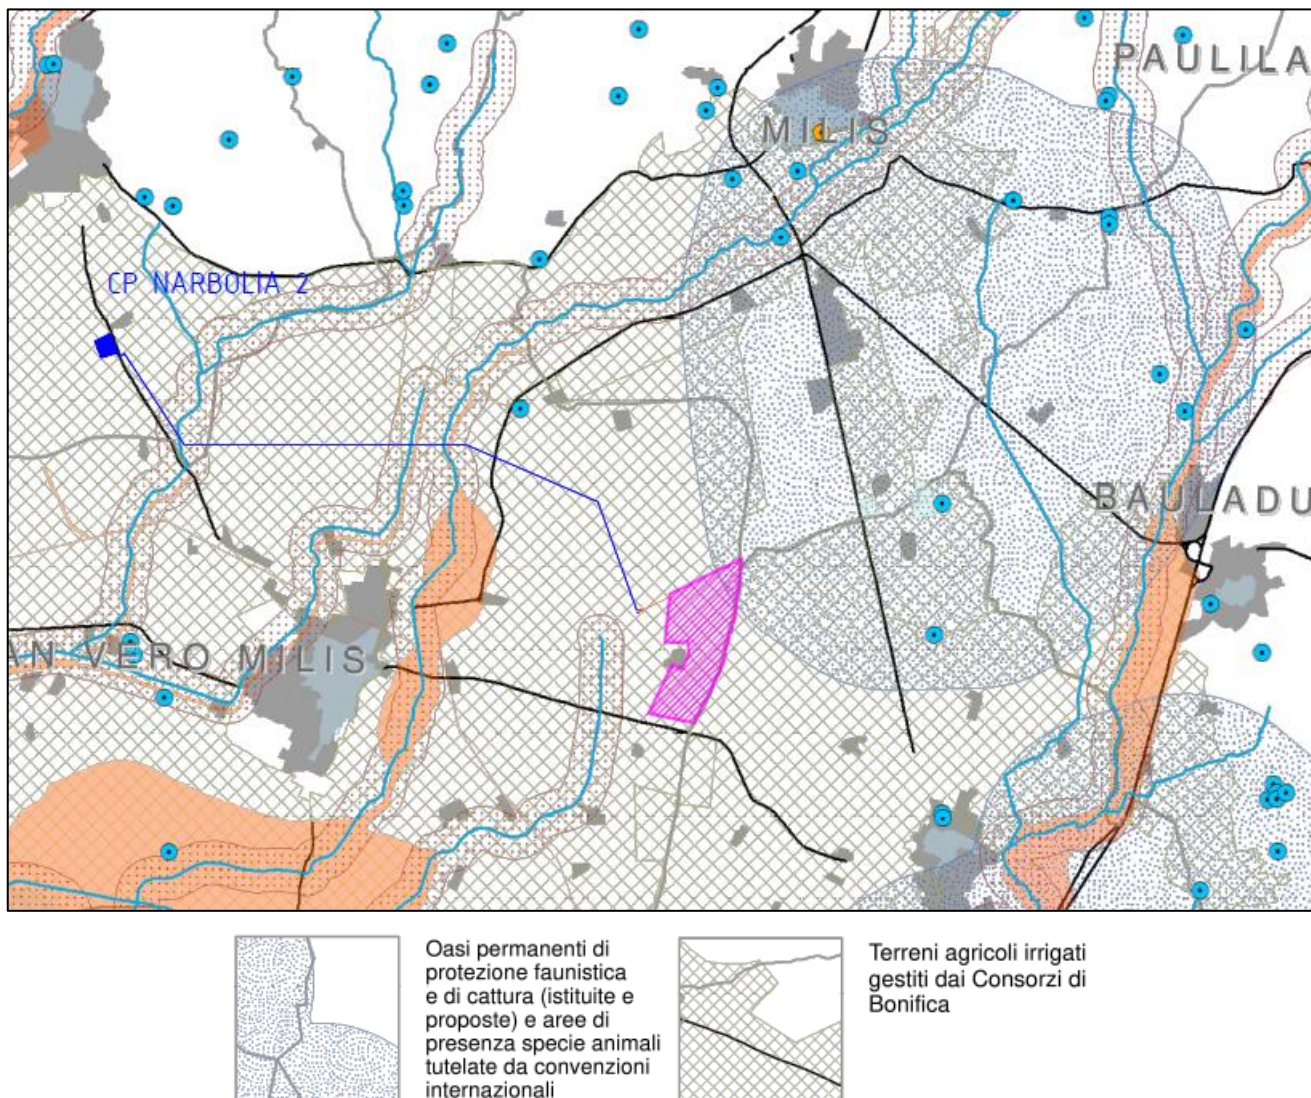 PAULILA
MILIS
CP NARBOLIA 2
BAULADU
AN VERO MILIS
Oasi permanenti di
protezione faunistica
e di cattura (istituite e
proposte) e aree di
presenza specie animali
tutelate da convenzioni
internazionali
Terreni agricoli irrigati
gestiti dai Consorzi di
Bonifica